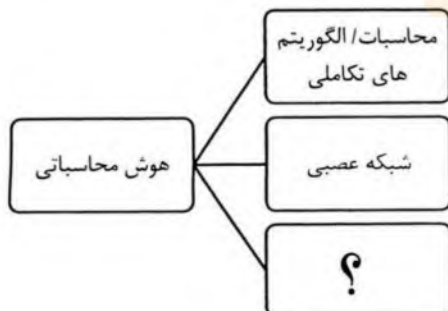 محاسبات/ الگوریتم
های تکاملی
هوش محاسباتی
شبکه عصبی
؟